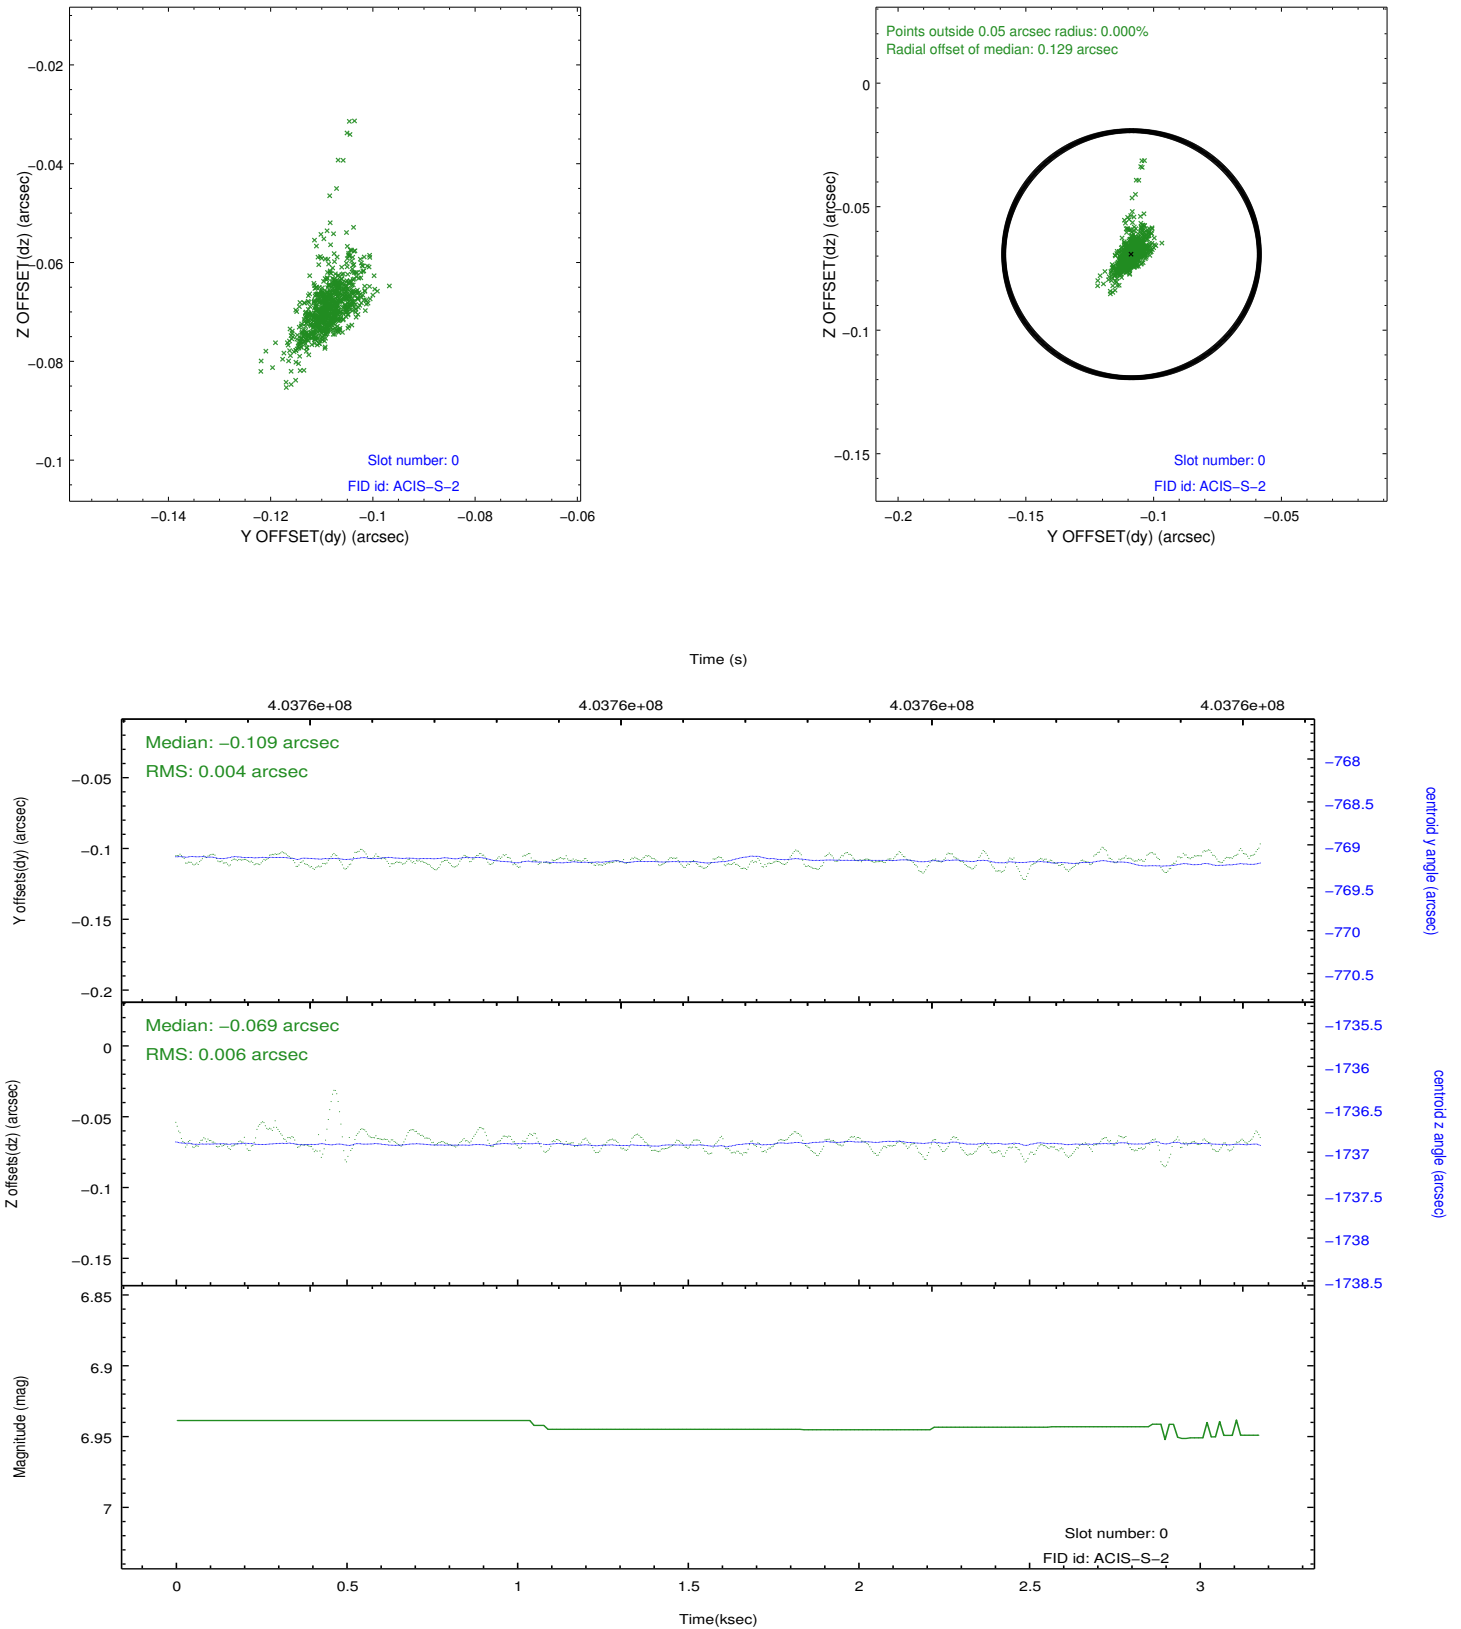 −0.02
−0.04
−0.06
−0.08
−0.1
Z OFFSET(dz) (arcsec)
Slot number: 0
FID id: ACIS−S−2
−0.14 −0.12 −0.1 −0.08 −0.06
Y OFFSET(dy) (arcsec)
Points outside 0.05 arcsec radius: 0.000%
Radial offset of median: 0.129 arcsec
0
−0.05
−0.1
−0.15
Z OFFSET(dz) (arcsec)
Slot number: 0
FID id: ACIS−S−2
−0.2 −0.15 −0.1 −0.05
Y OFFSET(dy) (arcsec)
Time (s)
4.0376e+08 4.0376e+08 4.0376e+08 4.0376e+08
Median: −0.109 arcsec
RMS: 0.004 arcsec
−0.05
−0.1
−0.15
−0.2
Y offsets(dy) (arcsec)
−768
−768.5
−769
−769.5
−770
−770.5
centroid y angle (arcsec)
Median: −0.069 arcsec
RMS: 0.006 arcsec
0
−0.05
−0.1
−0.15
Z offsets(dz) (arcsec)
−1735.5
−1736
−1736.5
−1737
−1737.5
−1738
−1738.5
centroid z angle (arcsec)
6.85
6.9
6.95
7
Magnitude (mag)
Slot number: 0
FID id: ACIS−S−2
0 0.5 1 1.5 2 2.5 3
Time(ksec)